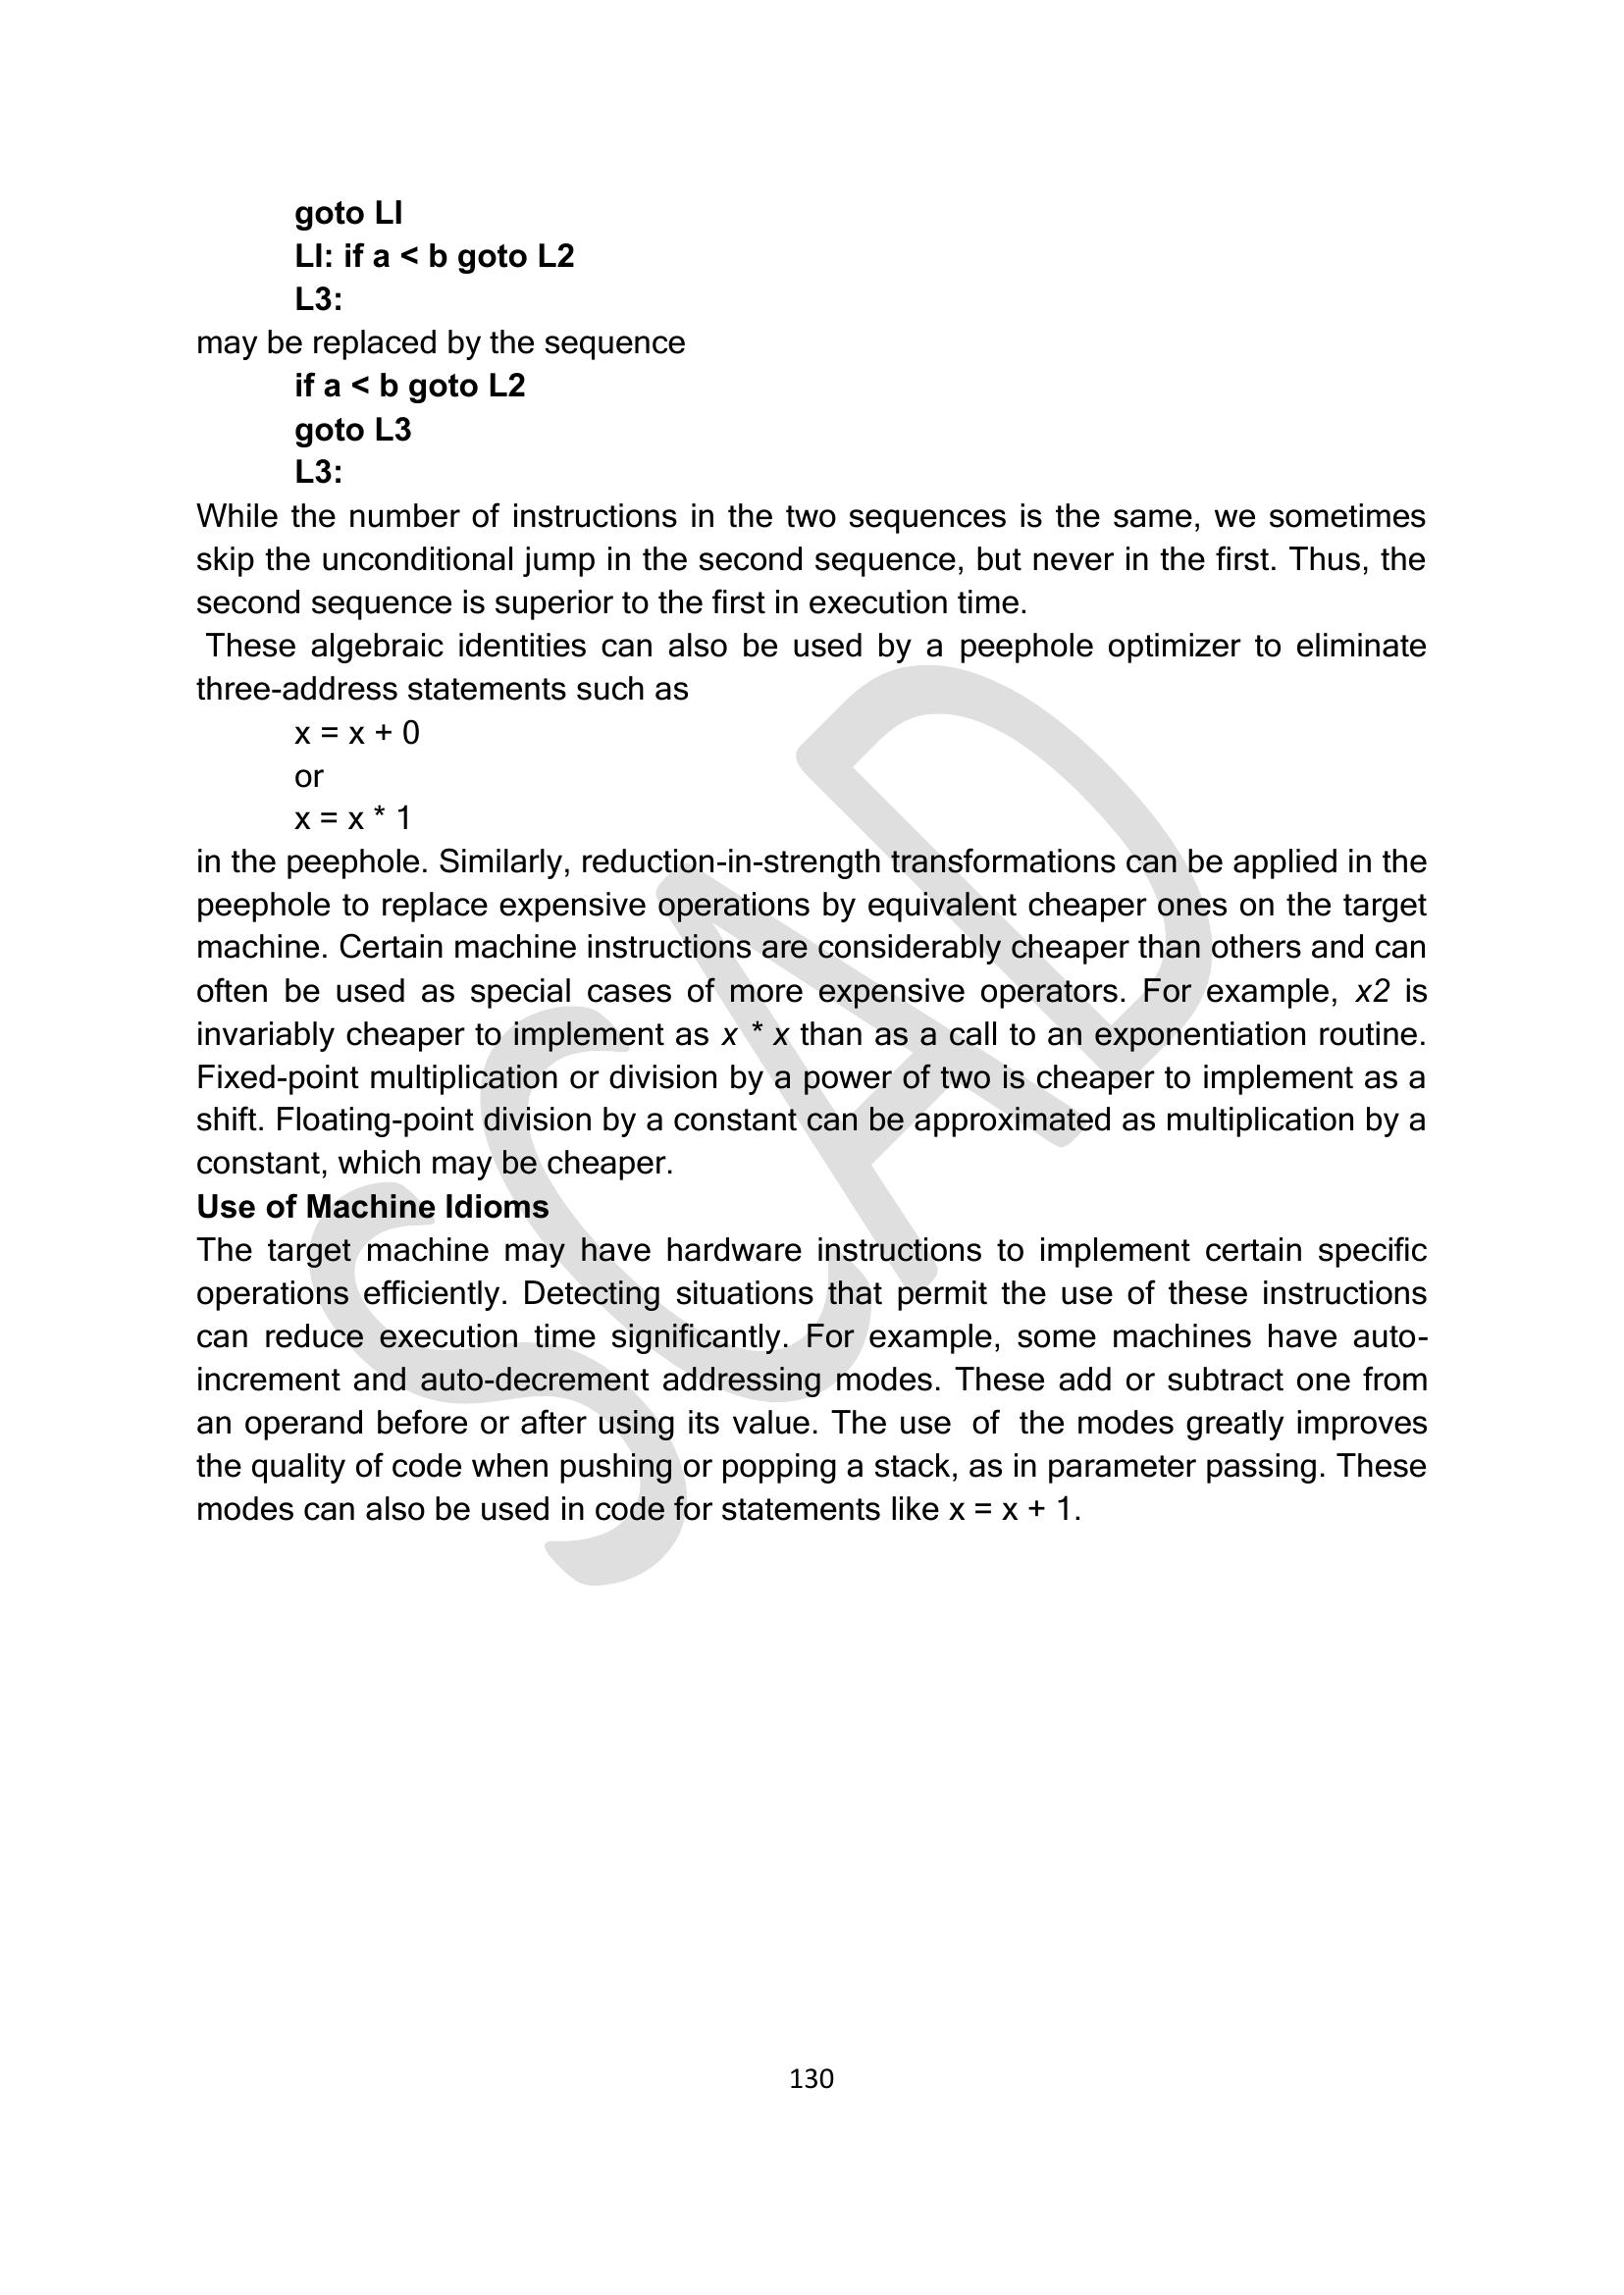 goto LI
LI: if a < b goto L2
L3:
may be replaced by the sequence
if a < b goto L2
goto L3
L3:
While the number of instructions in the two sequences is the same, we sometimes
skip the unconditional jump in the second sequence, but never in the first. Thus, the
second sequence is superior to the first in execution time.
These algebraic identities can also be used by a peephole optimizer to eliminate
three-address statements such as
x = x + 0
or
x = x * 1
in the peephole. Similarly, reduction-in-strength transformations can be applied in the
peephole to replace expensive operations by equivalent cheaper ones on the target
machine. Certain machine instructions are considerably cheaper than others and can
often be used as special cases of more expensive operators. For example, x2 is
invariably cheaper to implement as x * x than as a call to an exponentiation routine.
Fixed-point multiplication or division by a power of two is cheaper to implement as a
shift. Floating-point division by a constant can be approximated as multiplication by a
constant, which may be cheaper.
Use of Machine Idioms
The target machine may have hardware instructions to implement certain specific
operations efficiently. Detecting situations that permit the use of these instructions
can reduce execution time significantly. For example, some machines have auto-
increment and auto-decrement addressing modes. These add or subtract one from
an operand before or after using its value. The use of the modes greatly improves
the quality of code when pushing or popping a stack, as in parameter passing. These
modes can also be used in code for statements like x = x + 1.
SCAD
130